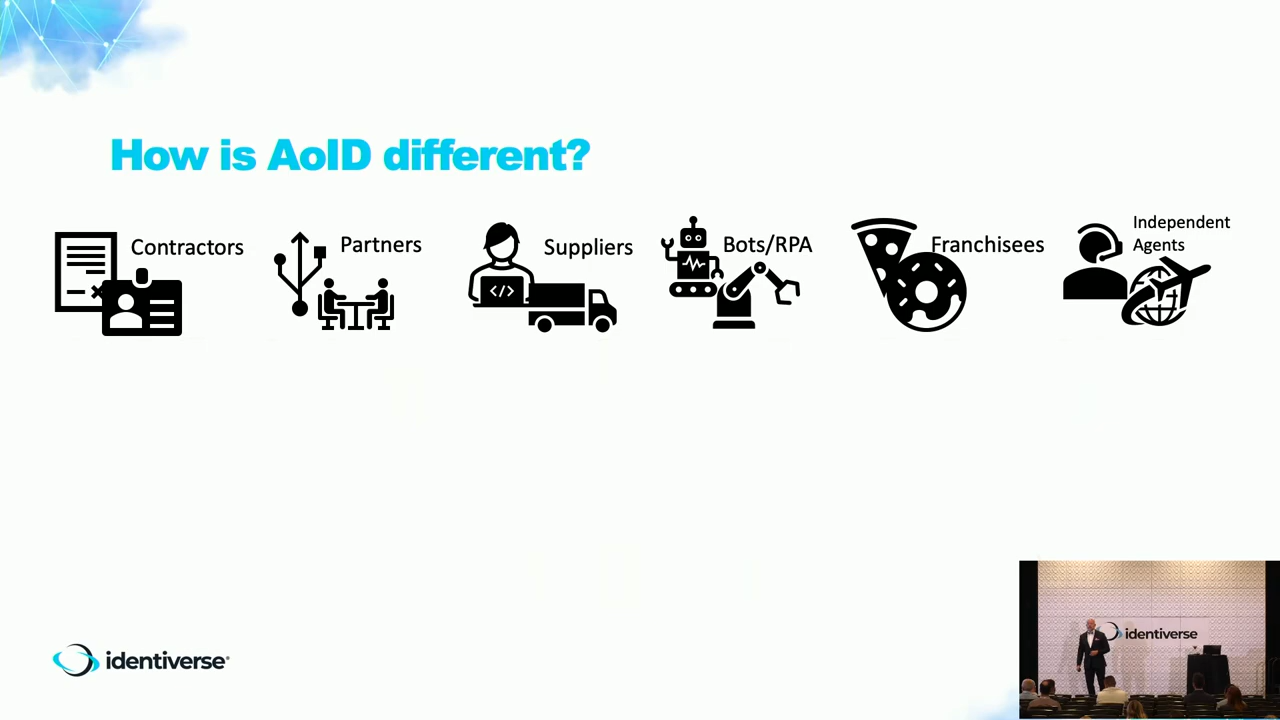 How is AoID different?
Contractors
Partners
Suppliers
Bots/RPA
Franchisees
Independent
Agents
</>
identiverse®
identiverse